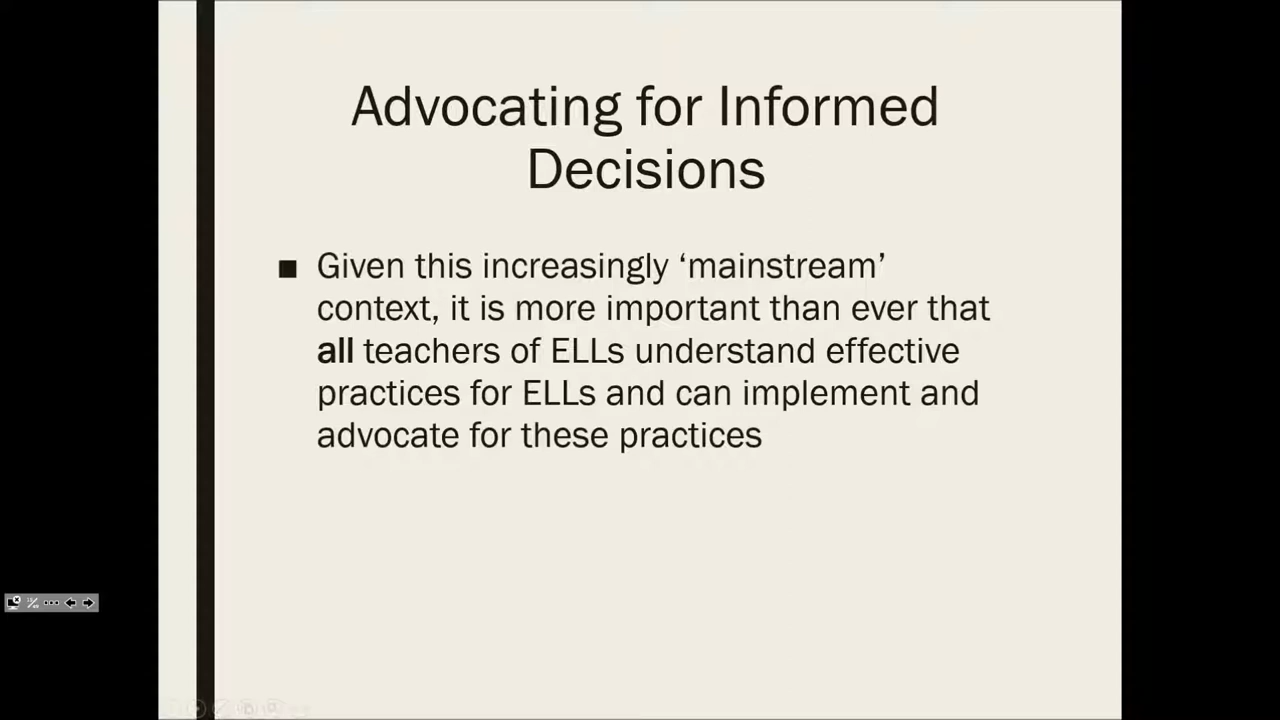 Advocating for Informed
Decisions
■ Given this increasingly ‘mainstream’
context, it is more important than ever that
all teachers of ELLs understand effective
practices for ELLs and can implement and
advocate for these practices